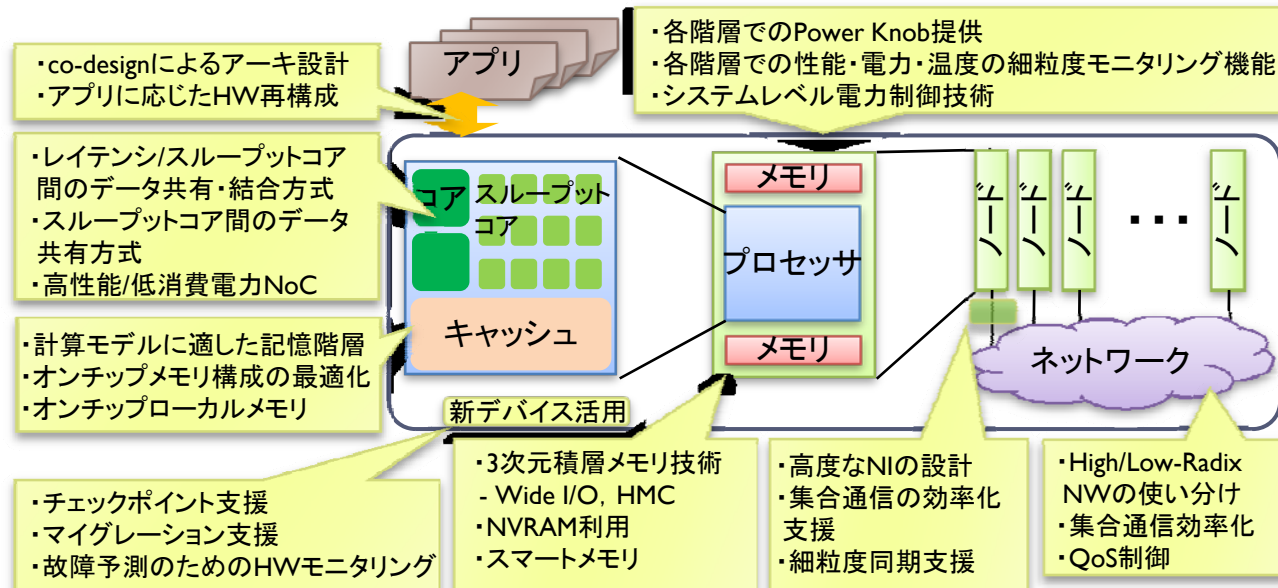 ・co-designによるアーキ設計
・アプリに応じたHW再構成
アプリ
・各階層でのPower Knob提供
・各階層での性能・電力・温度の細粒度モニタリング機能
・システムレベル電力制御技術
・レイテンシ/スループットコア
間のデータ共有・結合方式
・スループットコア間のデータ
共有方式
・高性能/低消費電力NoC
コア
スループット
コア
キャッシュ
メモリ
プロセッサ
メモリ
ノード
ノード
ノード
・・・
ノード
ネットワーク
・計算モデルに適した記憶階層
・オンチップメモリ構成の最適化
・オンチップローカルメモリ
新デバイス活用
・チェックポイント支援
・マイグレーション支援
・故障予測のためのHWモニタリング
・3次元積層メモリ技術
- Wide I/O, HMC
・NVRAM利用
・スマートメモリ
・高度なNIの設計
・集合通信の効率化
支援
・細粒度同期支援
・High/Low-Radix
NWの使い分け
・集合通信効率化
・QoS制御